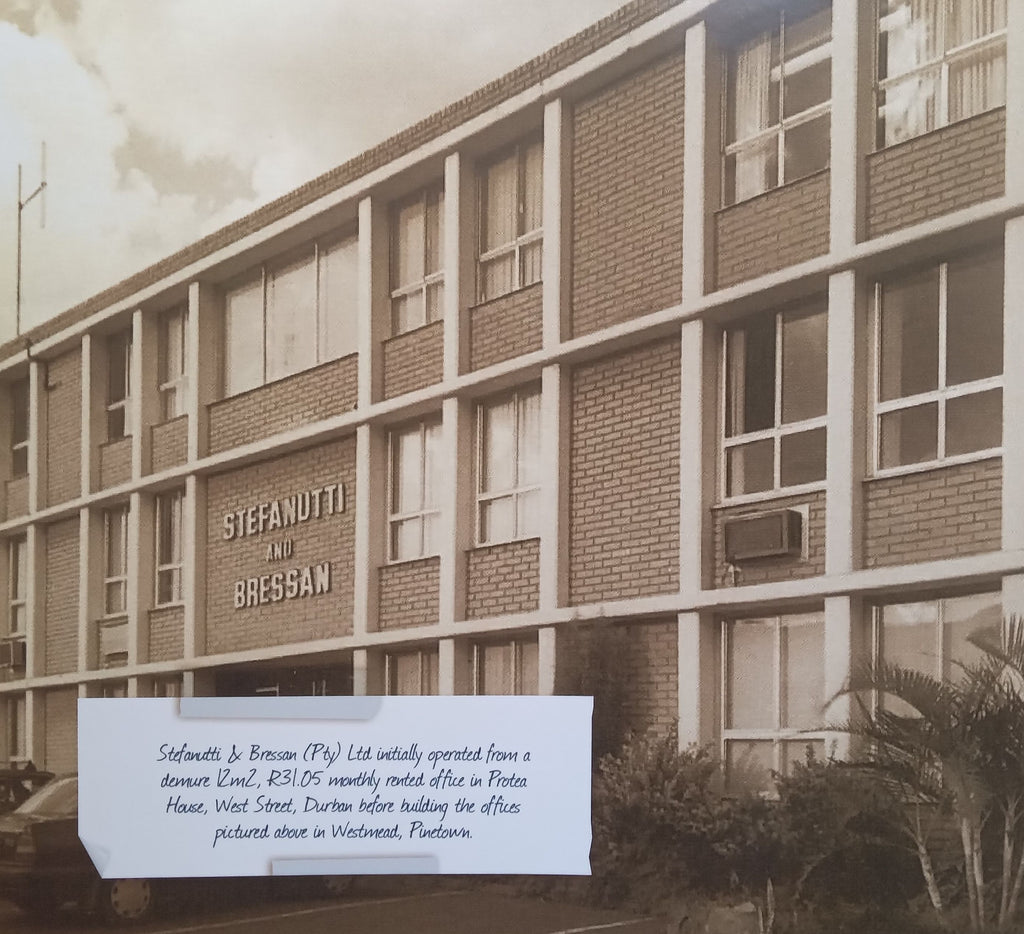 STEFANUTTI
AND
BRESSAN
Stefanutti & Bressan (Pty) Ltd initially operated from a
demure 12m2, R31.05 monthly rented office in Protea
House, West Street, Durban before building the offices
pictured above in Westmead, Pinetown.